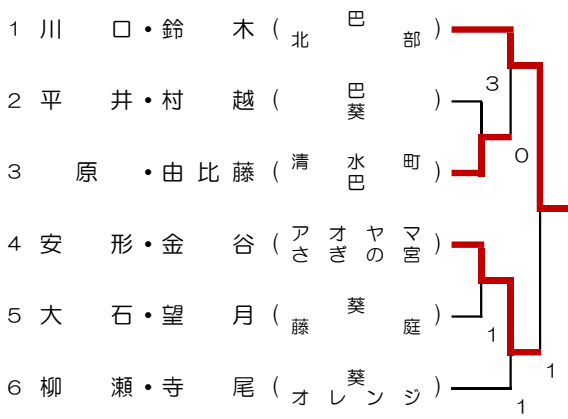 1 川口・鈴木 ( 巴 北部 )
3
2 平井・村越 ( 巴 葵 )
0
3 原・由比藤 ( 清水町 巴 )
4 安形・金谷 ( アオヤマ さぎの宮 )
5 大石・望月 ( 葵 藤庭 )
1
1
6 柳瀬・寺尾 ( 葵 オレンジ )
1